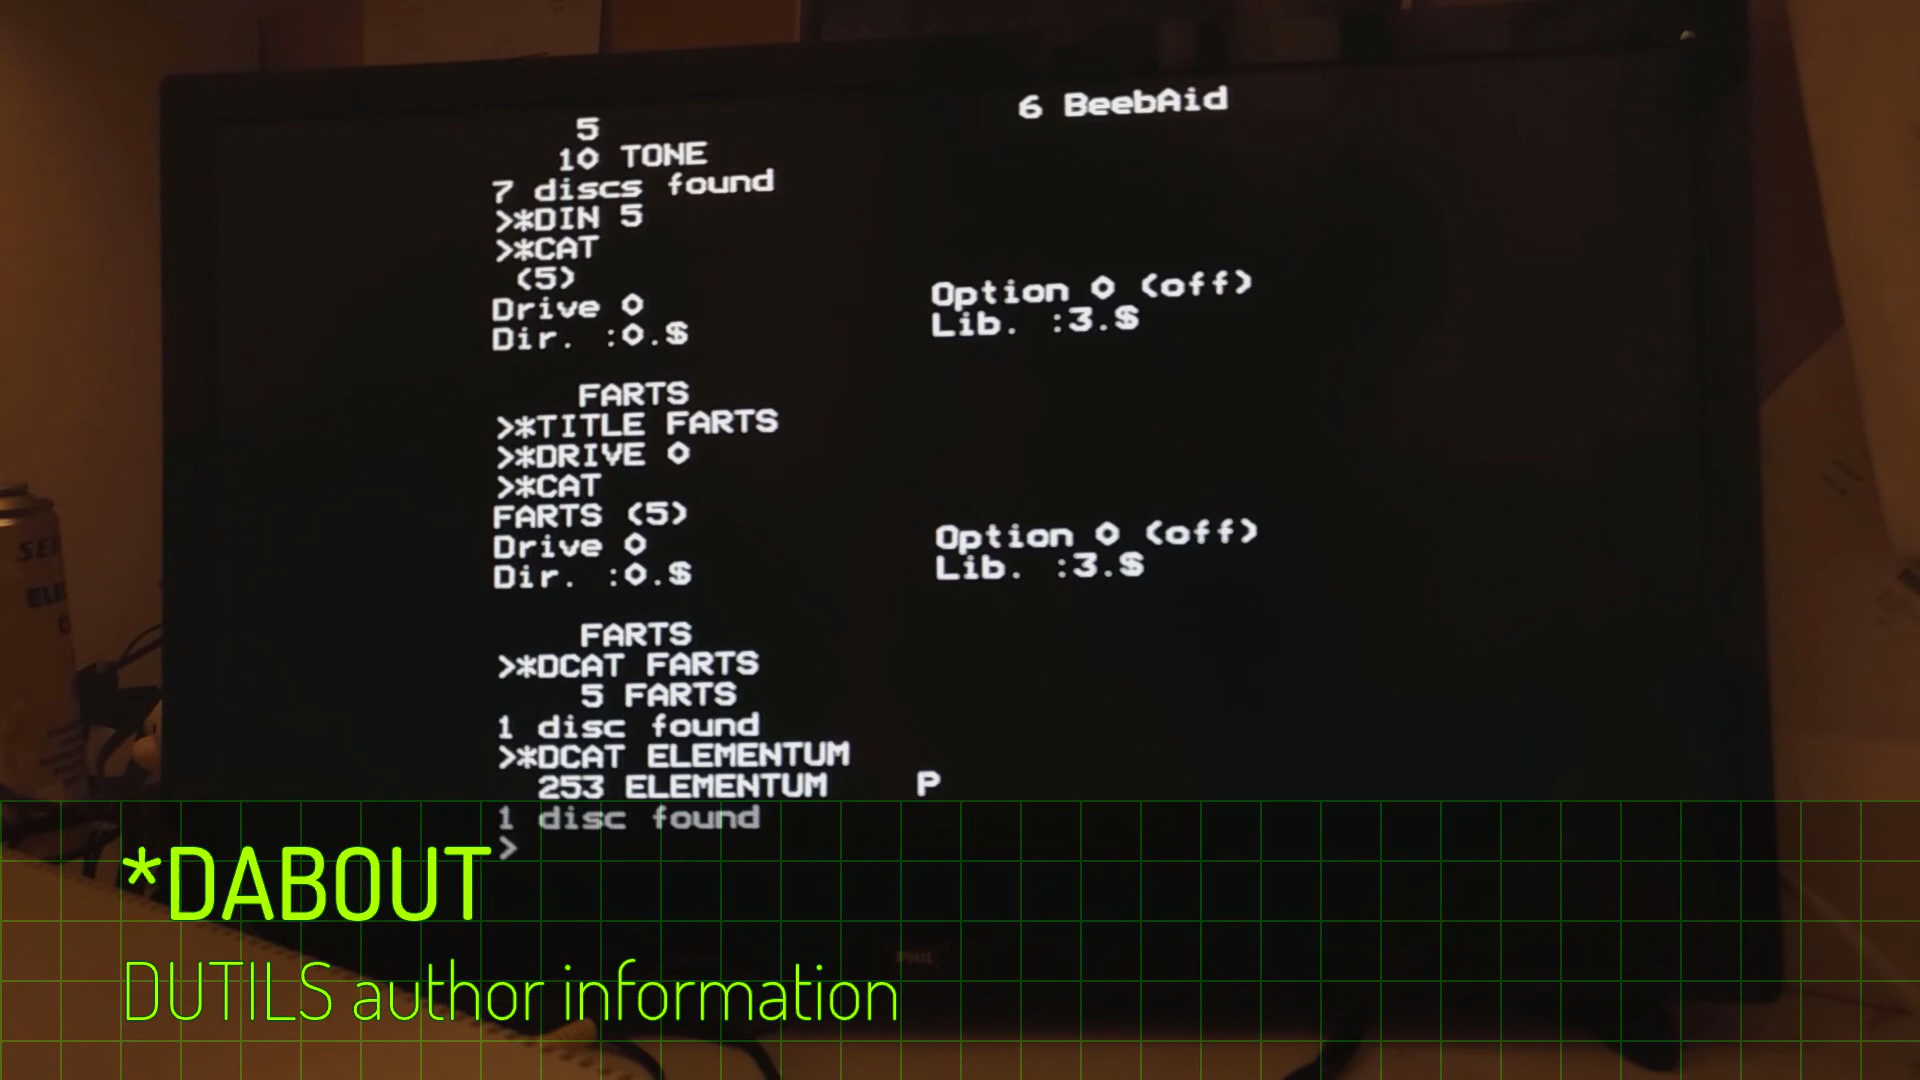 5 6 BeebAid
10 TONE
7 discs found
>*DIN 5
>*CAT
(5)
Drive 0 Option 0 (off)
Dir. :0.$ Lib. :3.$
FARTS
>*TITLE FARTS
>*DRIVE 0
>*CAT
FARTS (5)
Drive 0 Option 0 (off)
Dir. :0.$ Lib. :3.$
FARTS
>*DCAT FARTS
5 FARTS
1 disc found
>*DCAT ELEMENTUM
253 ELEMENTUM P
1 disc found
>
*DABOUT
DUTILS author information